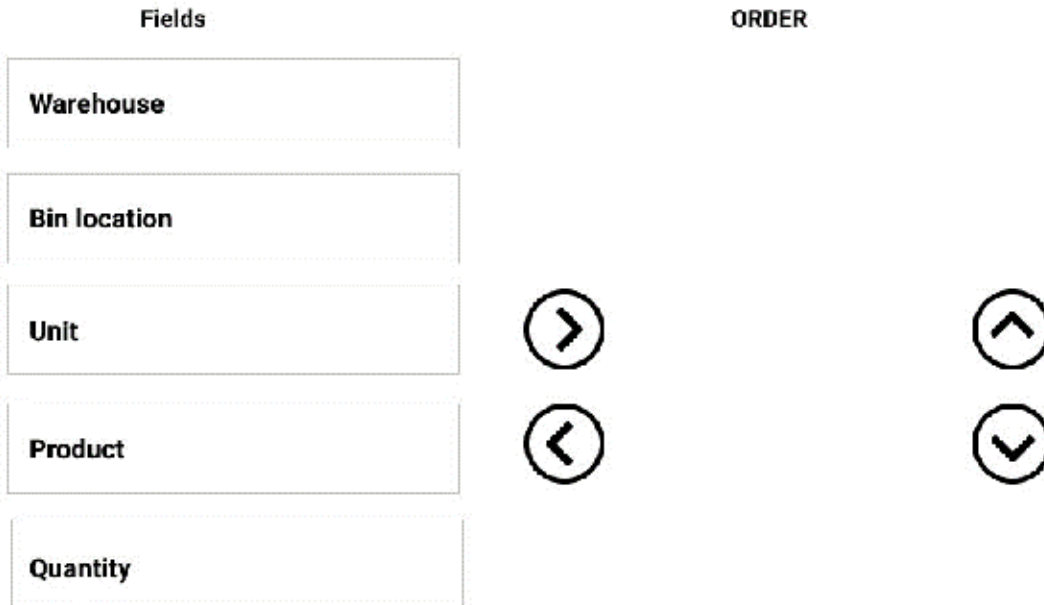 Fields
ORDER
Warehouse
Bin location
Unit
Product
Quantity